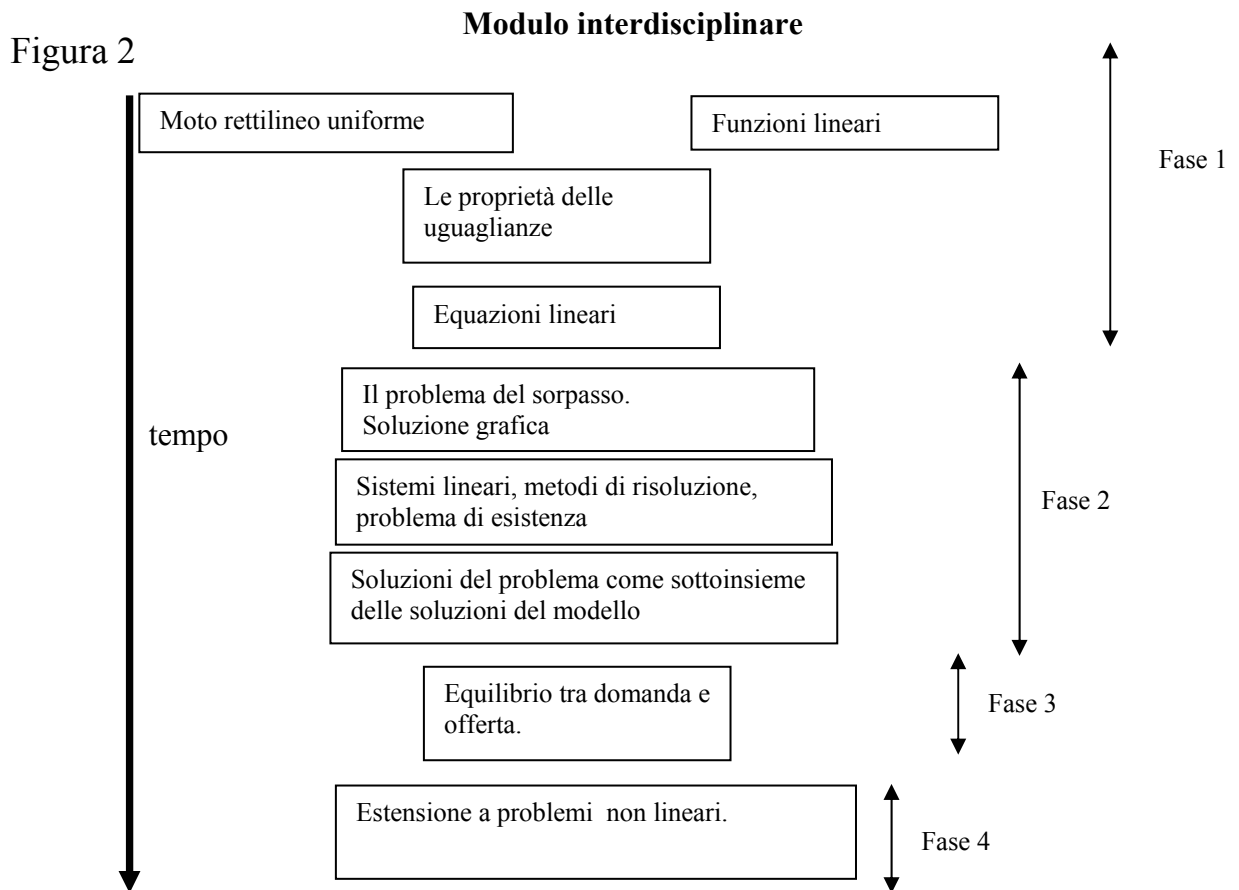 Modulo interdisciplinare
Figura 2
Moto rettilineo uniforme
Funzioni lineari
Fase 1
Le proprietà delle
uguaglianze
Equazioni lineari
Il problema del sorpasso.
Soluzione grafica
tempo
Sistemi lineari, metodi di risoluzione,
problema di esistenza
Fase 2
Soluzioni del problema come sottoinsieme
delle soluzioni del modello
Equilibrio tra domanda e
offerta.
Fase 3
Estensione a problemi  non lineari.
Fase 4